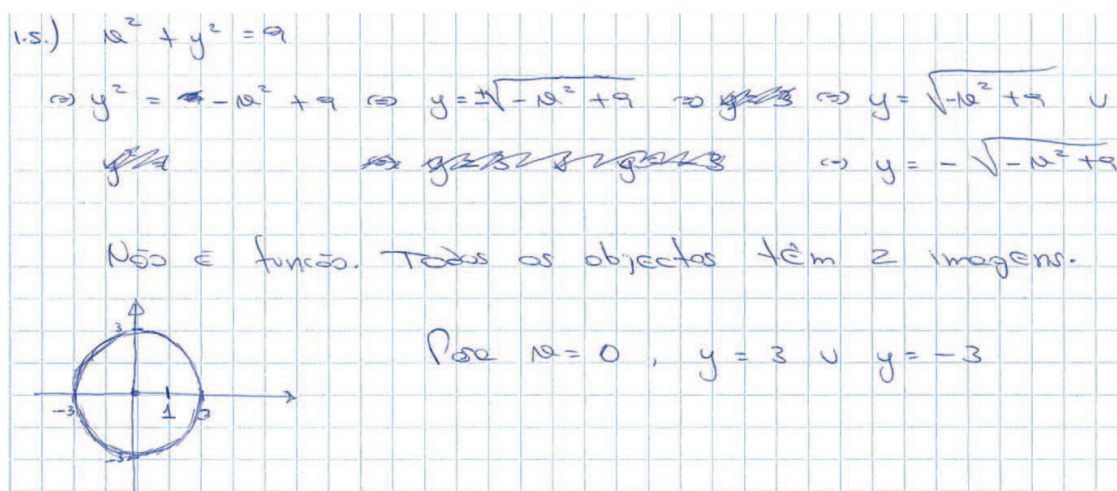 1.5.) x² + y² = 9
⇔ y² = -x² + 9 ⇔ y = ±√-x² + 9 ⇔ y = √-x² + 9 ∪
⇔ y = - √-x² + 9
Não é função. Todos os objectos têm 2 imagens.
3
Para x = 0, y = 3 ∪ y = -3
-3 1 3
-3